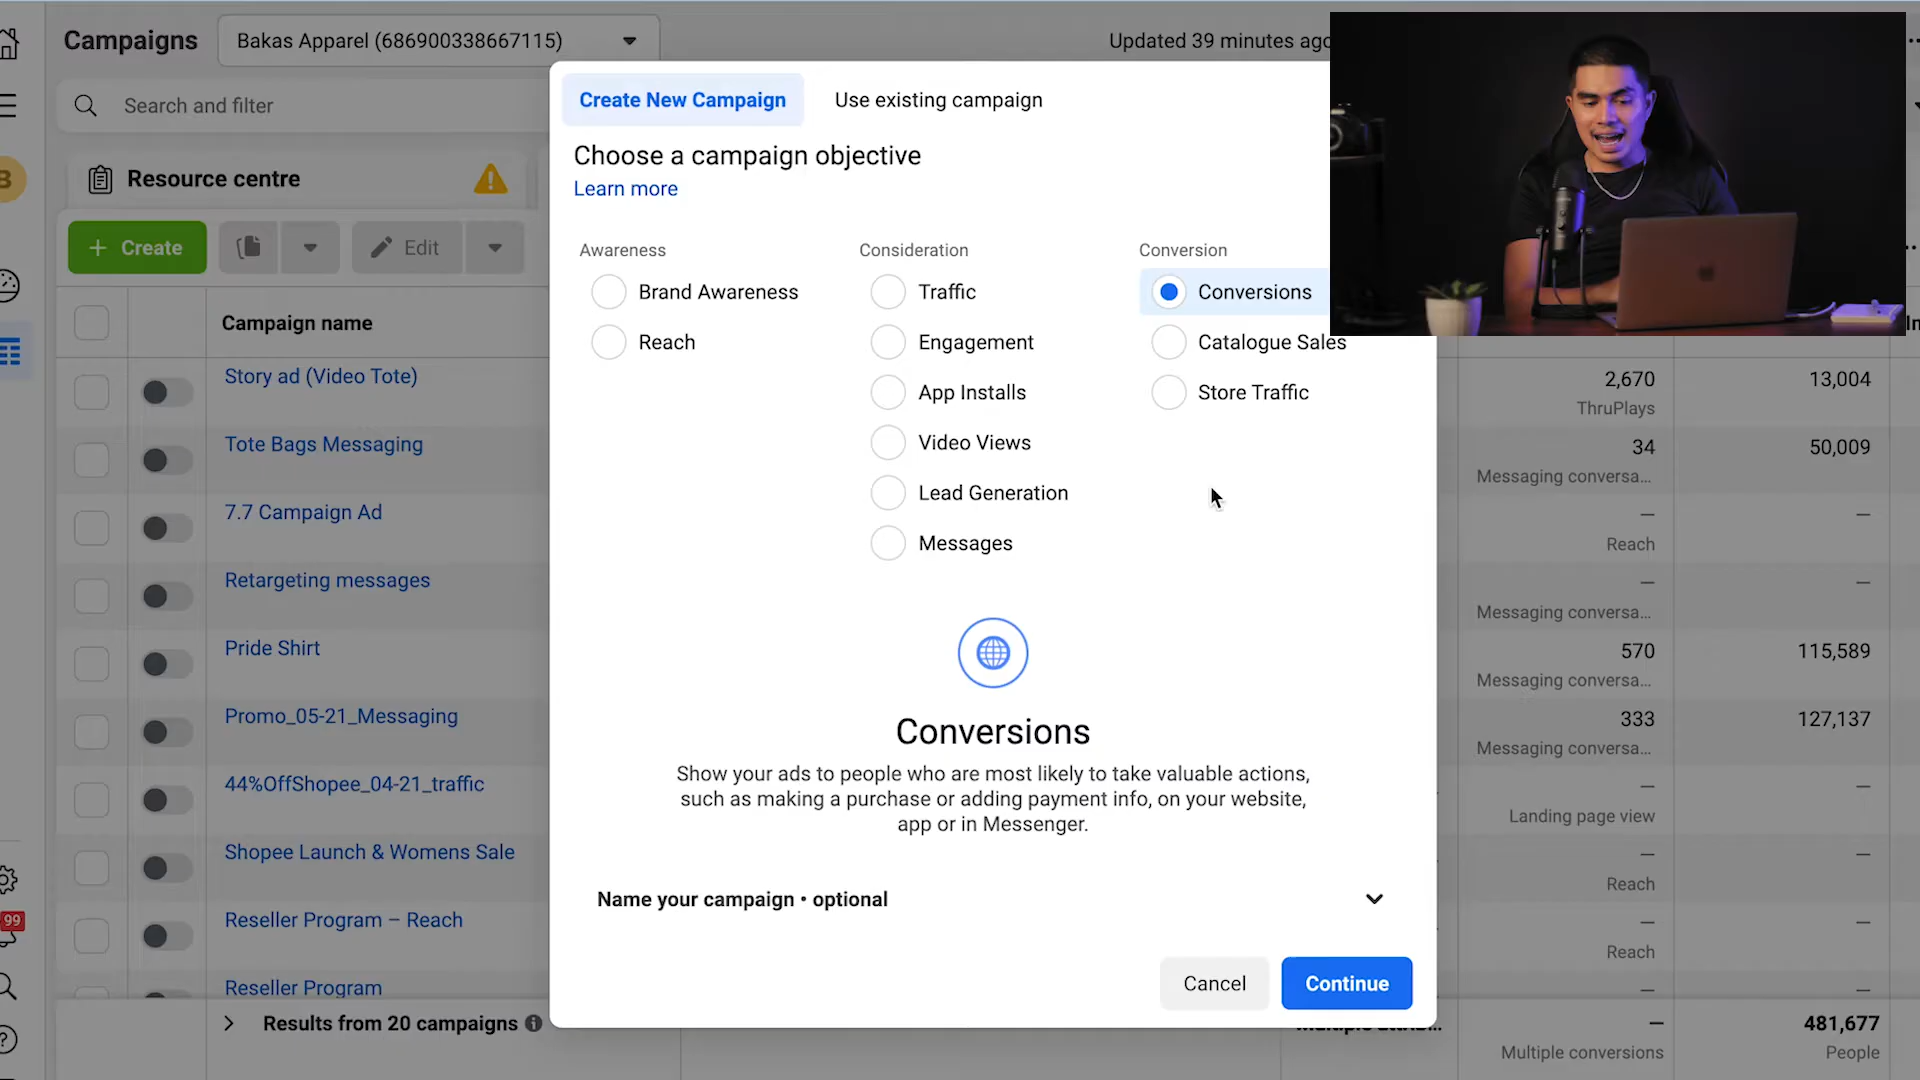 Campaigns
Bakas Apparel (686900338667115)
Updated 39 minutes ago
Search and filter
B
Resource centre
+ Create
Edit
Campaign name
Story ad (Video Tote)
2,670
13,004
ThruPlays
Tote Bags Messaging
34
50,009
Messaging conversa...
7.7 Campaign Ad
—
—
Reach
Retargeting messages
—
—
Messaging conversa...
Pride Shirt
570
115,589
Messaging conversa...
Promo_05-21_Messaging
333
127,137
Messaging conversa...
44%OffShopee_04-21_traffic
—
—
Landing page view
Shopee Launch & Womens Sale
—
—
Reach
99
Reseller Program – Reach
—
—
Reach
Reseller Program
—
—
Results from 20 campaigns
—
481,677
Multiple conversions
People
Create New Campaign
Use existing campaign
Choose a campaign objective
Learn more
Awareness
Brand Awareness
Reach
Consideration
Traffic
Engagement
App Installs
Video Views
Lead Generation
Messages
Conversion
Conversions
Catalogue Sales
Store Traffic
Conversions
Show your ads to people who are most likely to take valuable actions,
such as making a purchase or adding payment info, on your website,
app or in Messenger.
Name your campaign • optional
Cancel
Continue